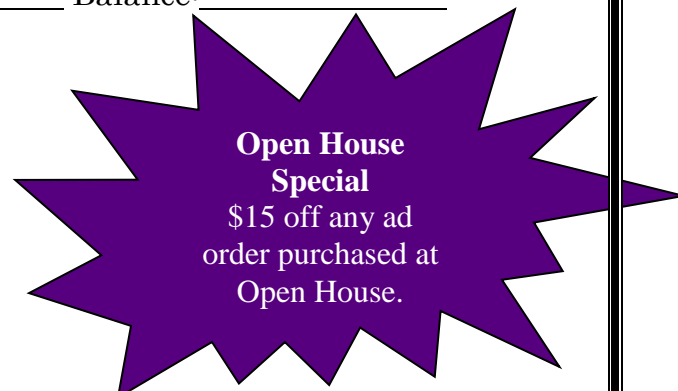 Balance
Open House
Special
$15 off any ad
order purchased at
Open House.